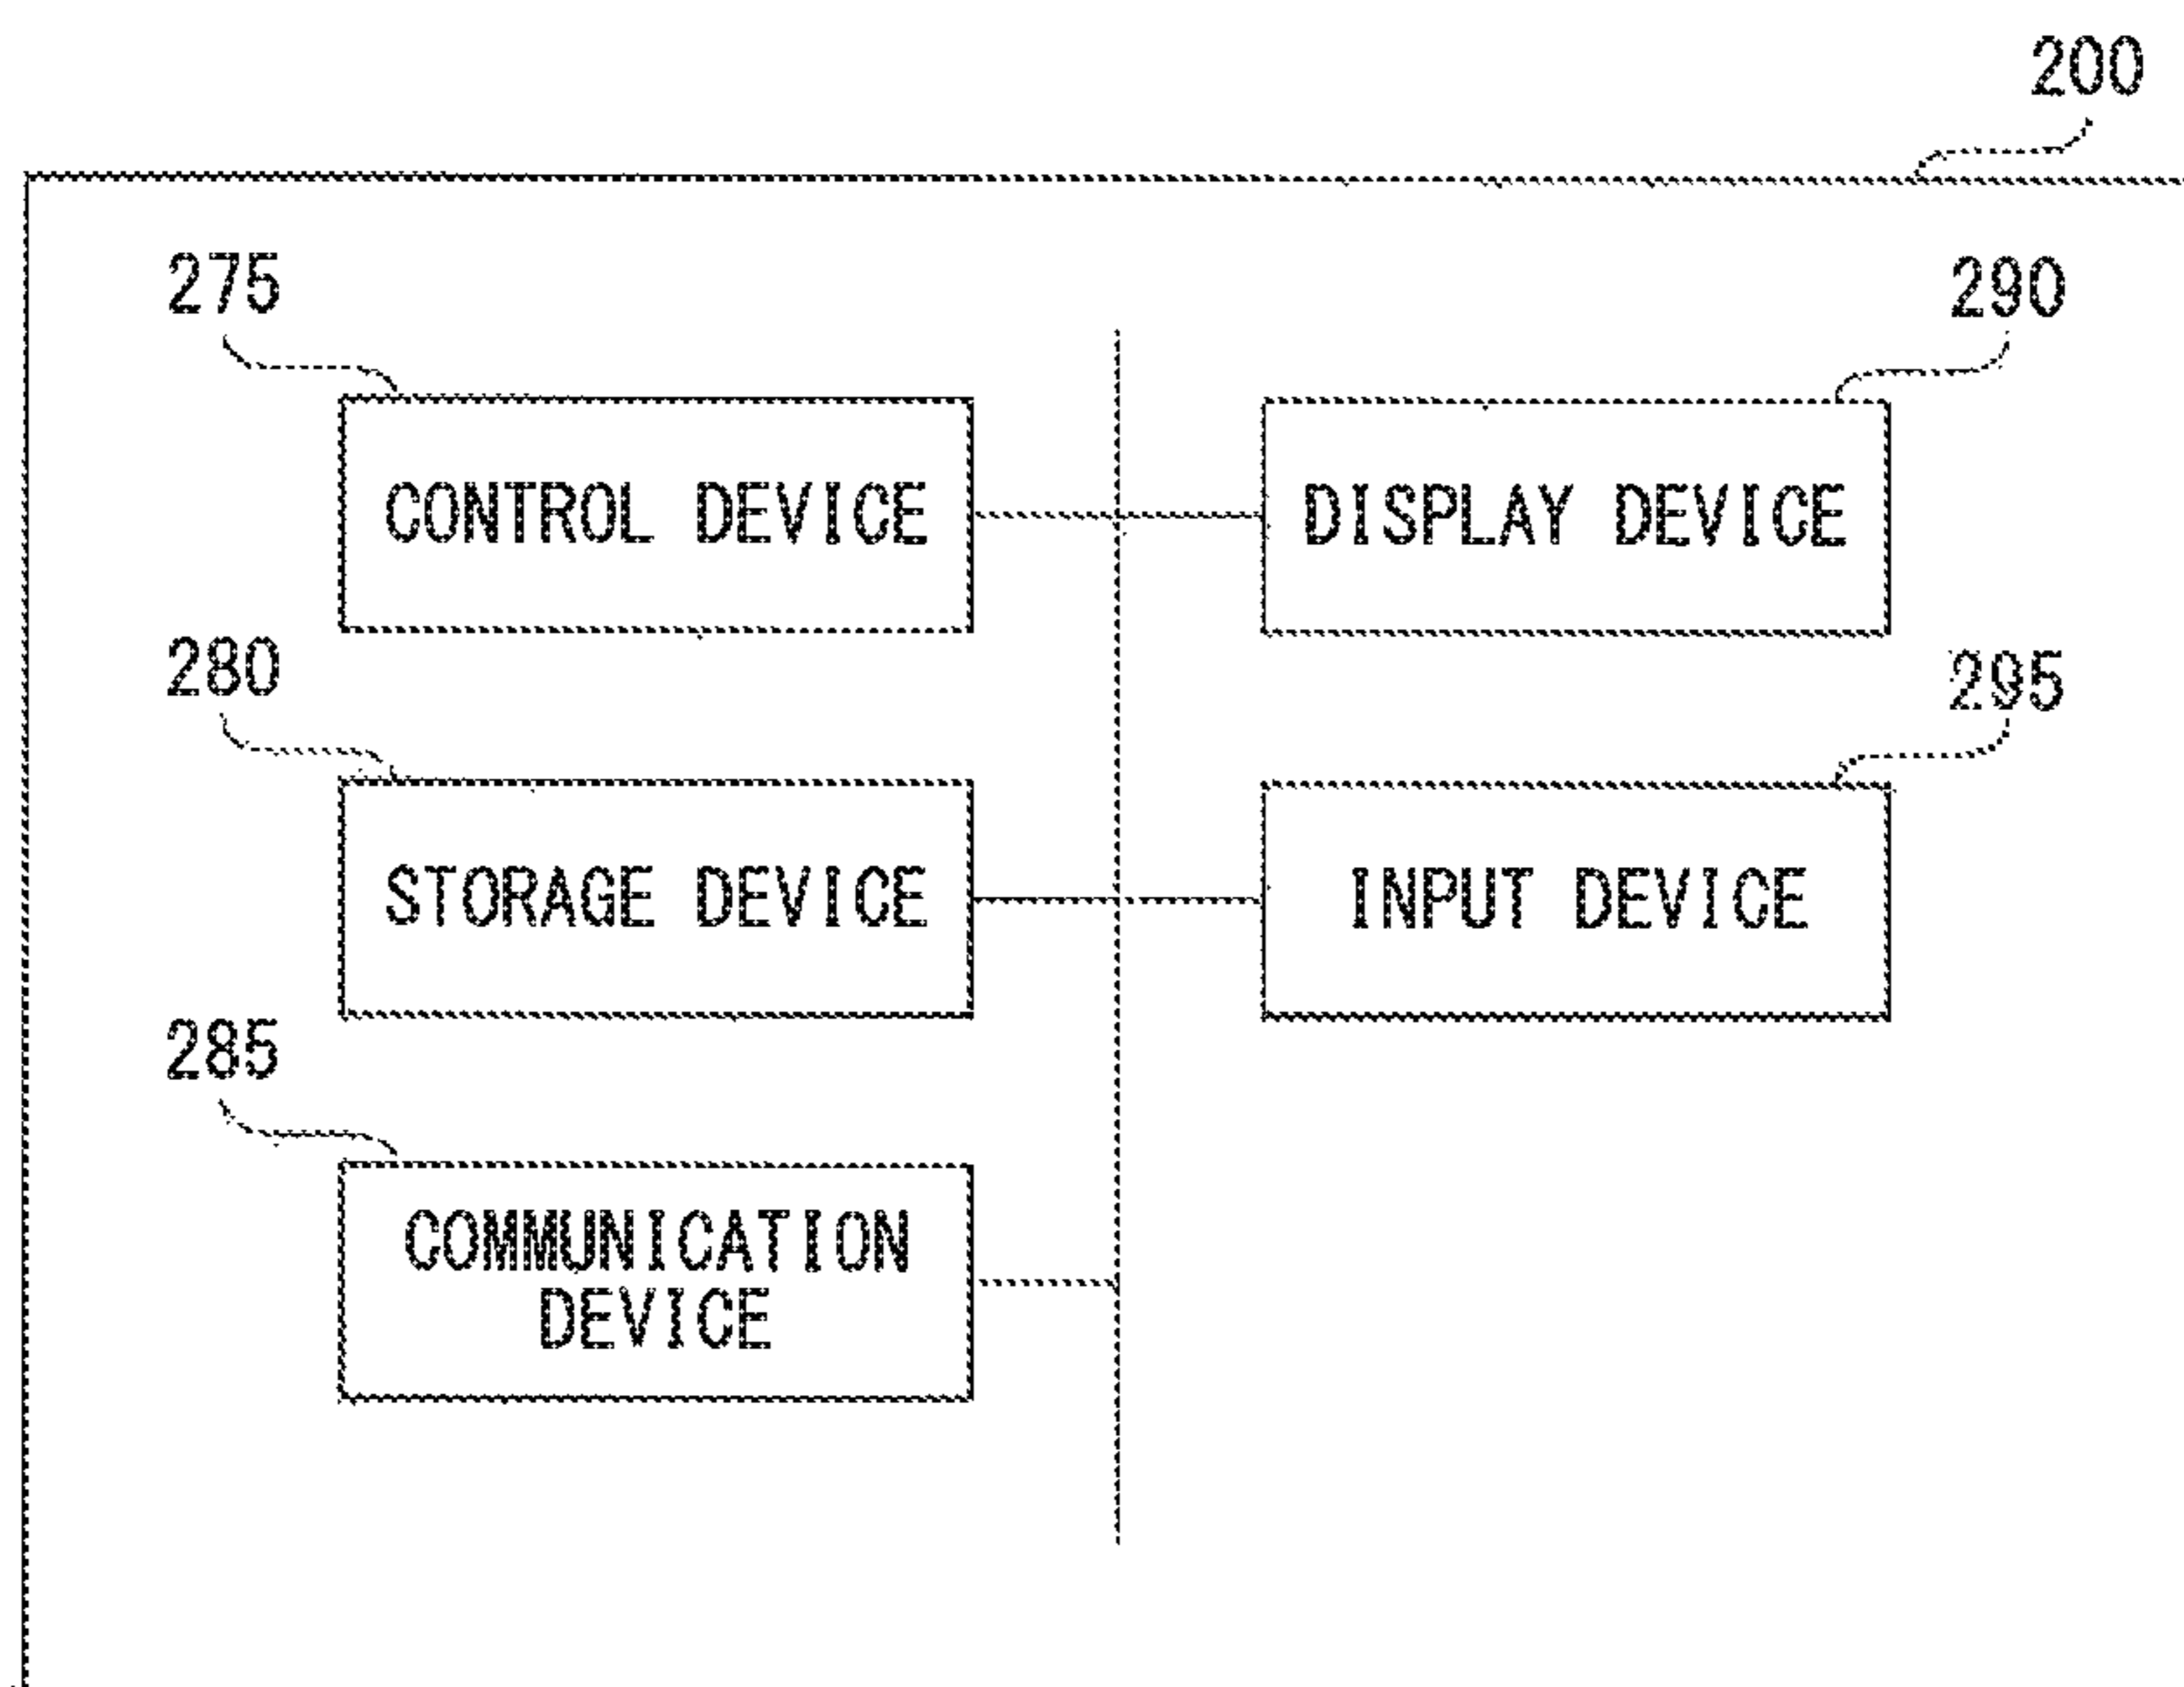 200
275
290
CONTROL DEVICE
DISPLAY DEVICE
280
295
STORAGE DEVICE
INPUT DEVICE
285
COMMUNICATION
DEVICE